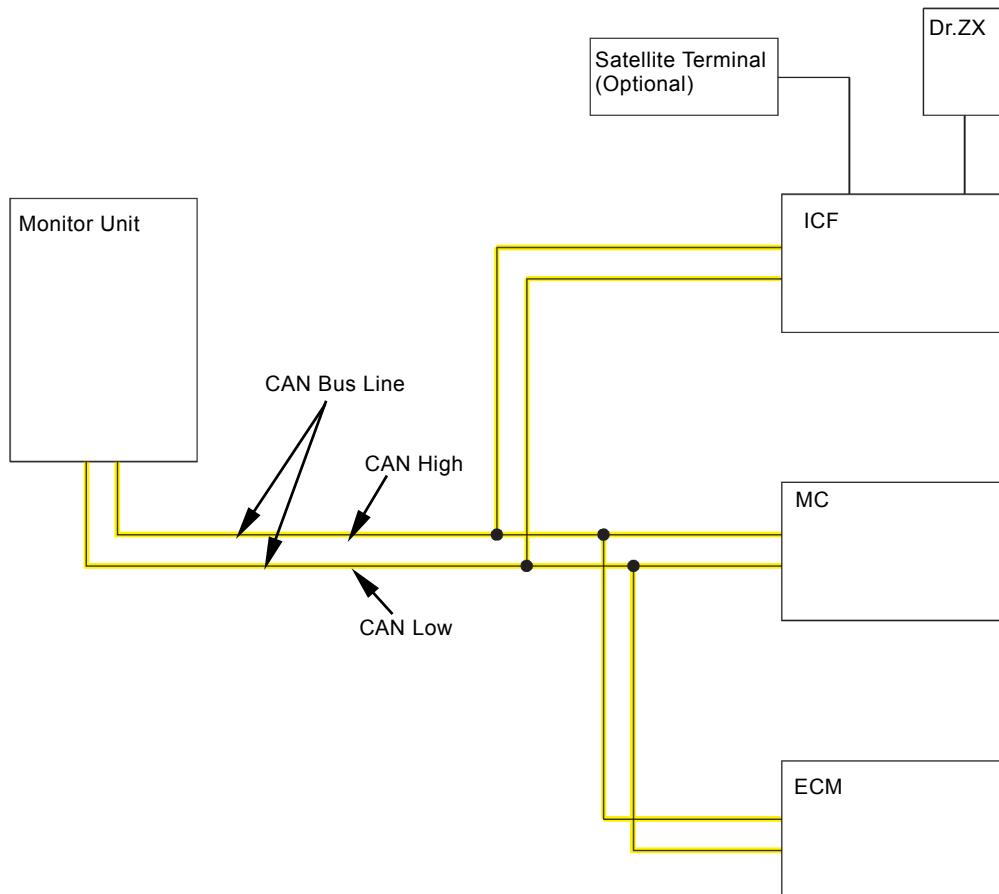 Dr.ZX
Satellite Terminal
(Optional)
Monitor Unit
ICF
CAN Bus Line
CAN High
MC
CAN Low
ECM